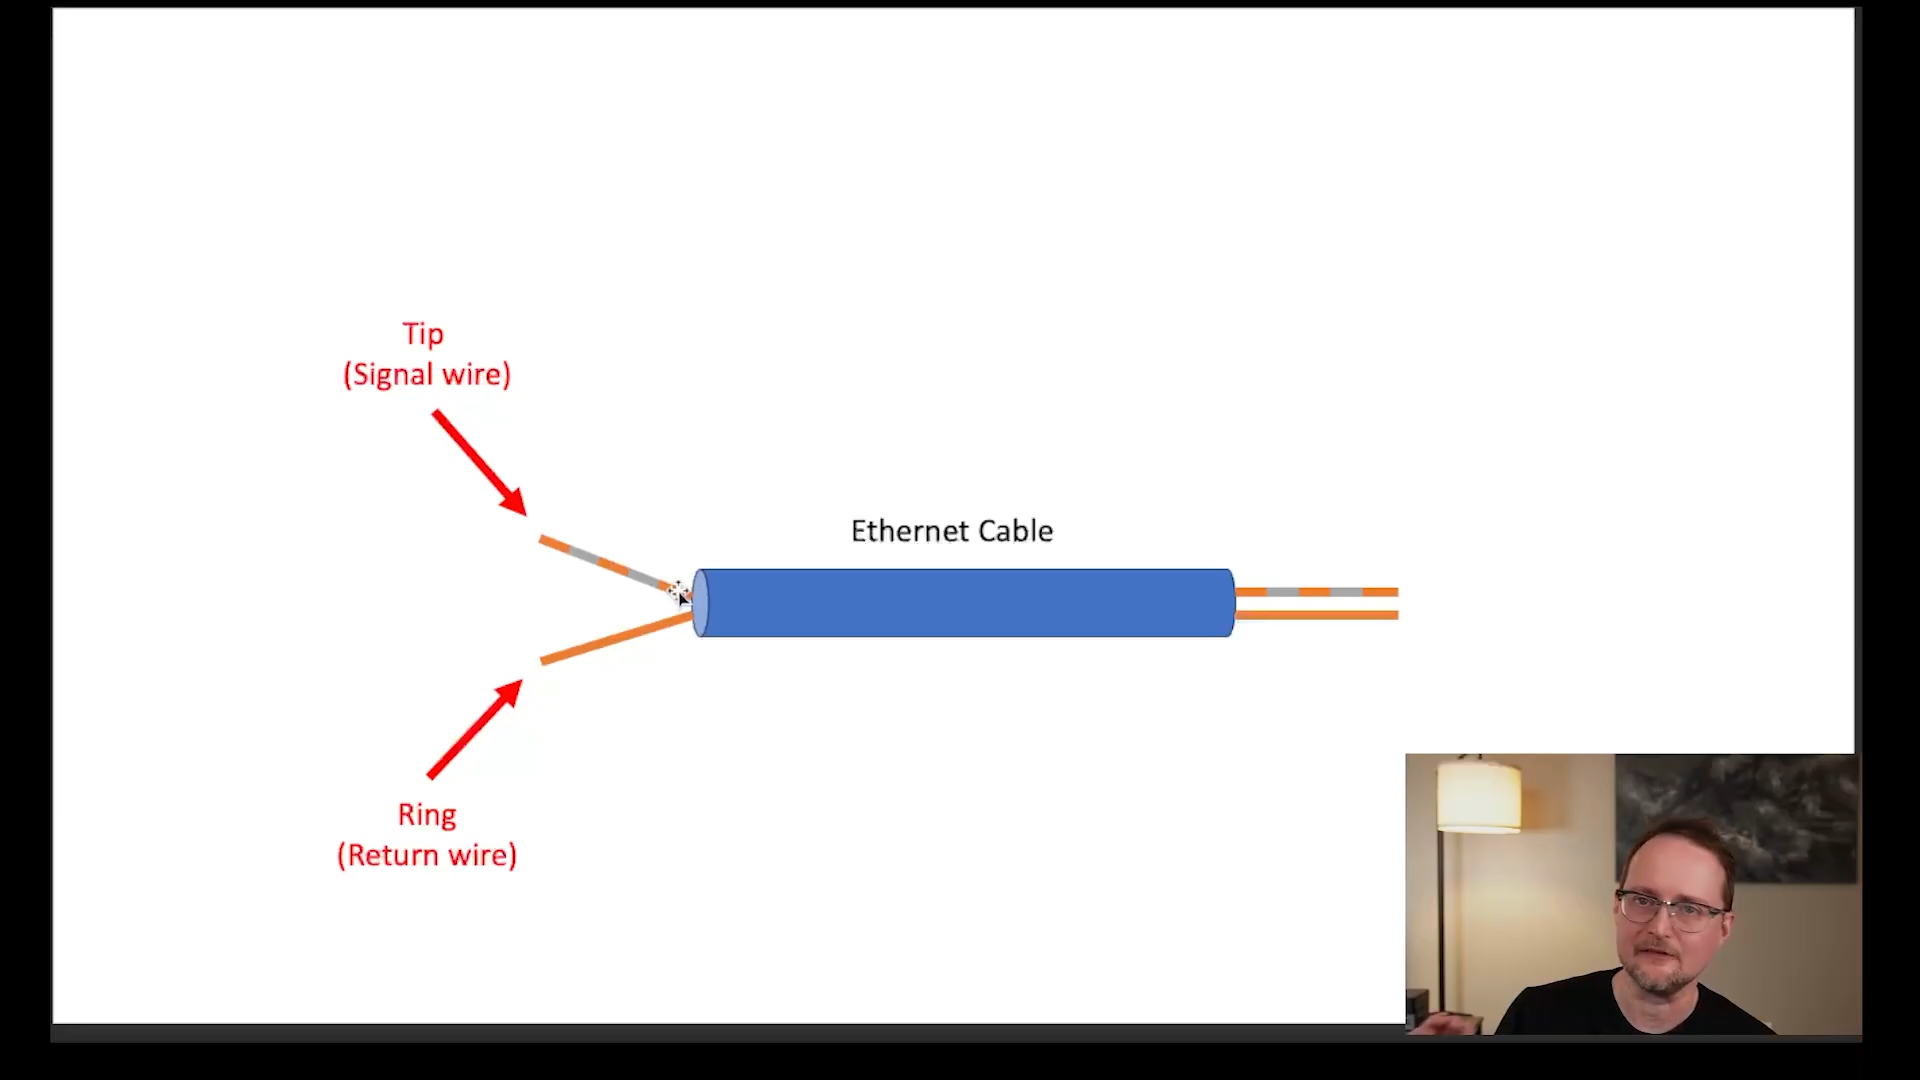 Tip
(Signal wire)
Ethernet Cable
Ring
(Return wire)